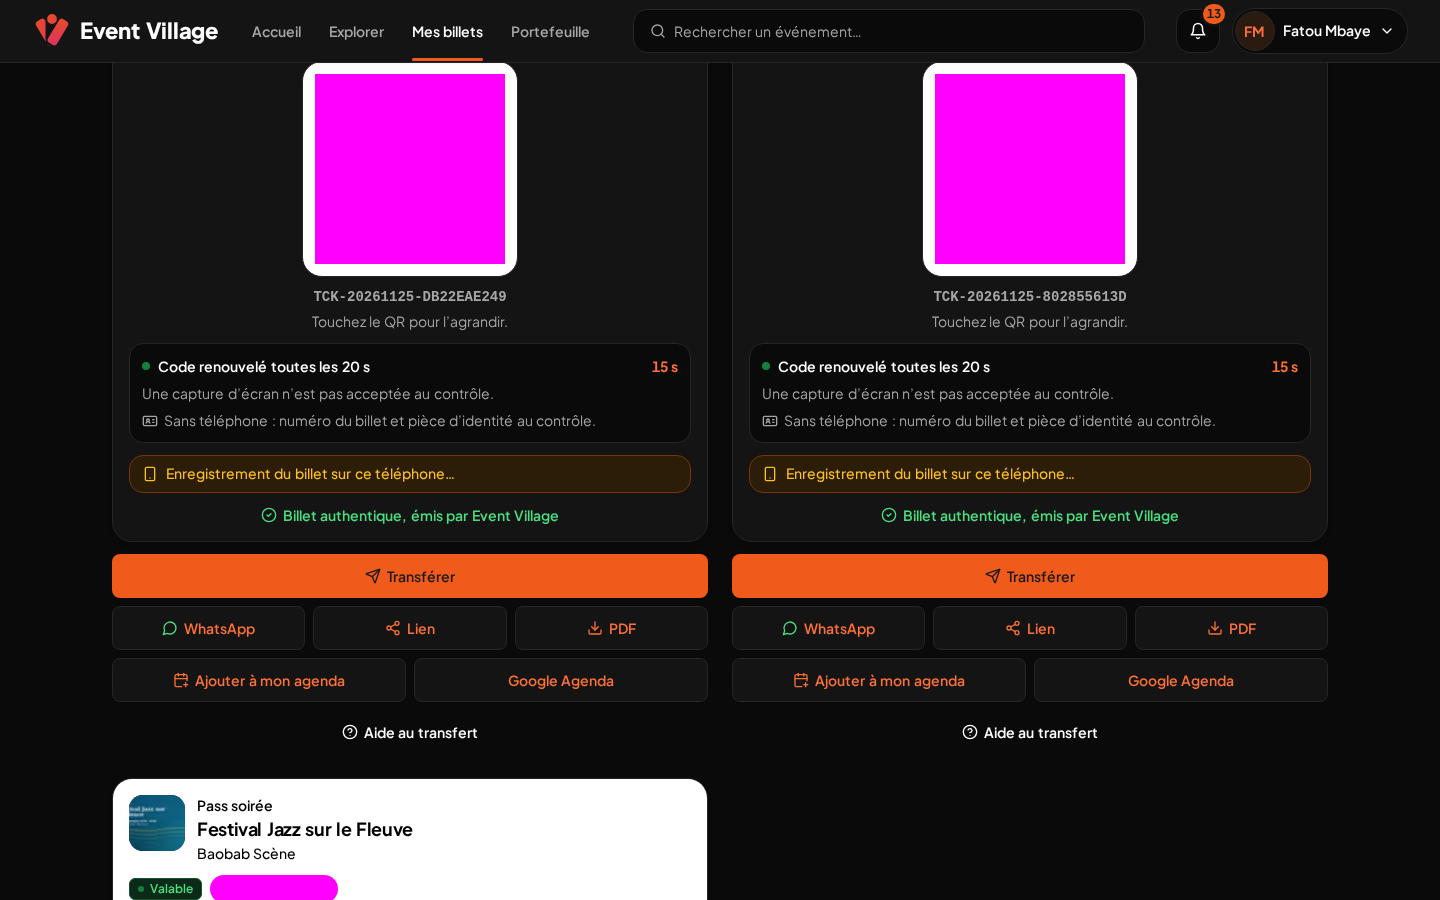 Event Village
Accueil
Explorer
Mes billets
Portefeuille
Rechercher un événement…
13
FM
Fatou Mbaye
TCK-20261125-DB22EAE249
Touchez le QR pour l’agrandir.
Code renouvelé toutes les 20 s
15 s
Une capture d’écran n’est pas acceptée au contrôle.
Sans téléphone : numéro du billet et pièce d’identité au contrôle.
Enregistrement du billet sur ce téléphone…
Billet authentique, émis par Event Village
Transférer
WhatsApp
Lien
PDF
Ajouter à mon agenda
Google Agenda
Aide au transfert
TCK-20261125-802855613D
Touchez le QR pour l’agrandir.
Code renouvelé toutes les 20 s
15 s
Une capture d’écran n’est pas acceptée au contrôle.
Sans téléphone : numéro du billet et pièce d’identité au contrôle.
Enregistrement du billet sur ce téléphone…
Billet authentique, émis par Event Village
Transférer
WhatsApp
Lien
PDF
Ajouter à mon agenda
Google Agenda
Aide au transfert
Pass soirée
Festival Jazz sur le Fleuve
Baobab Scène
Valable